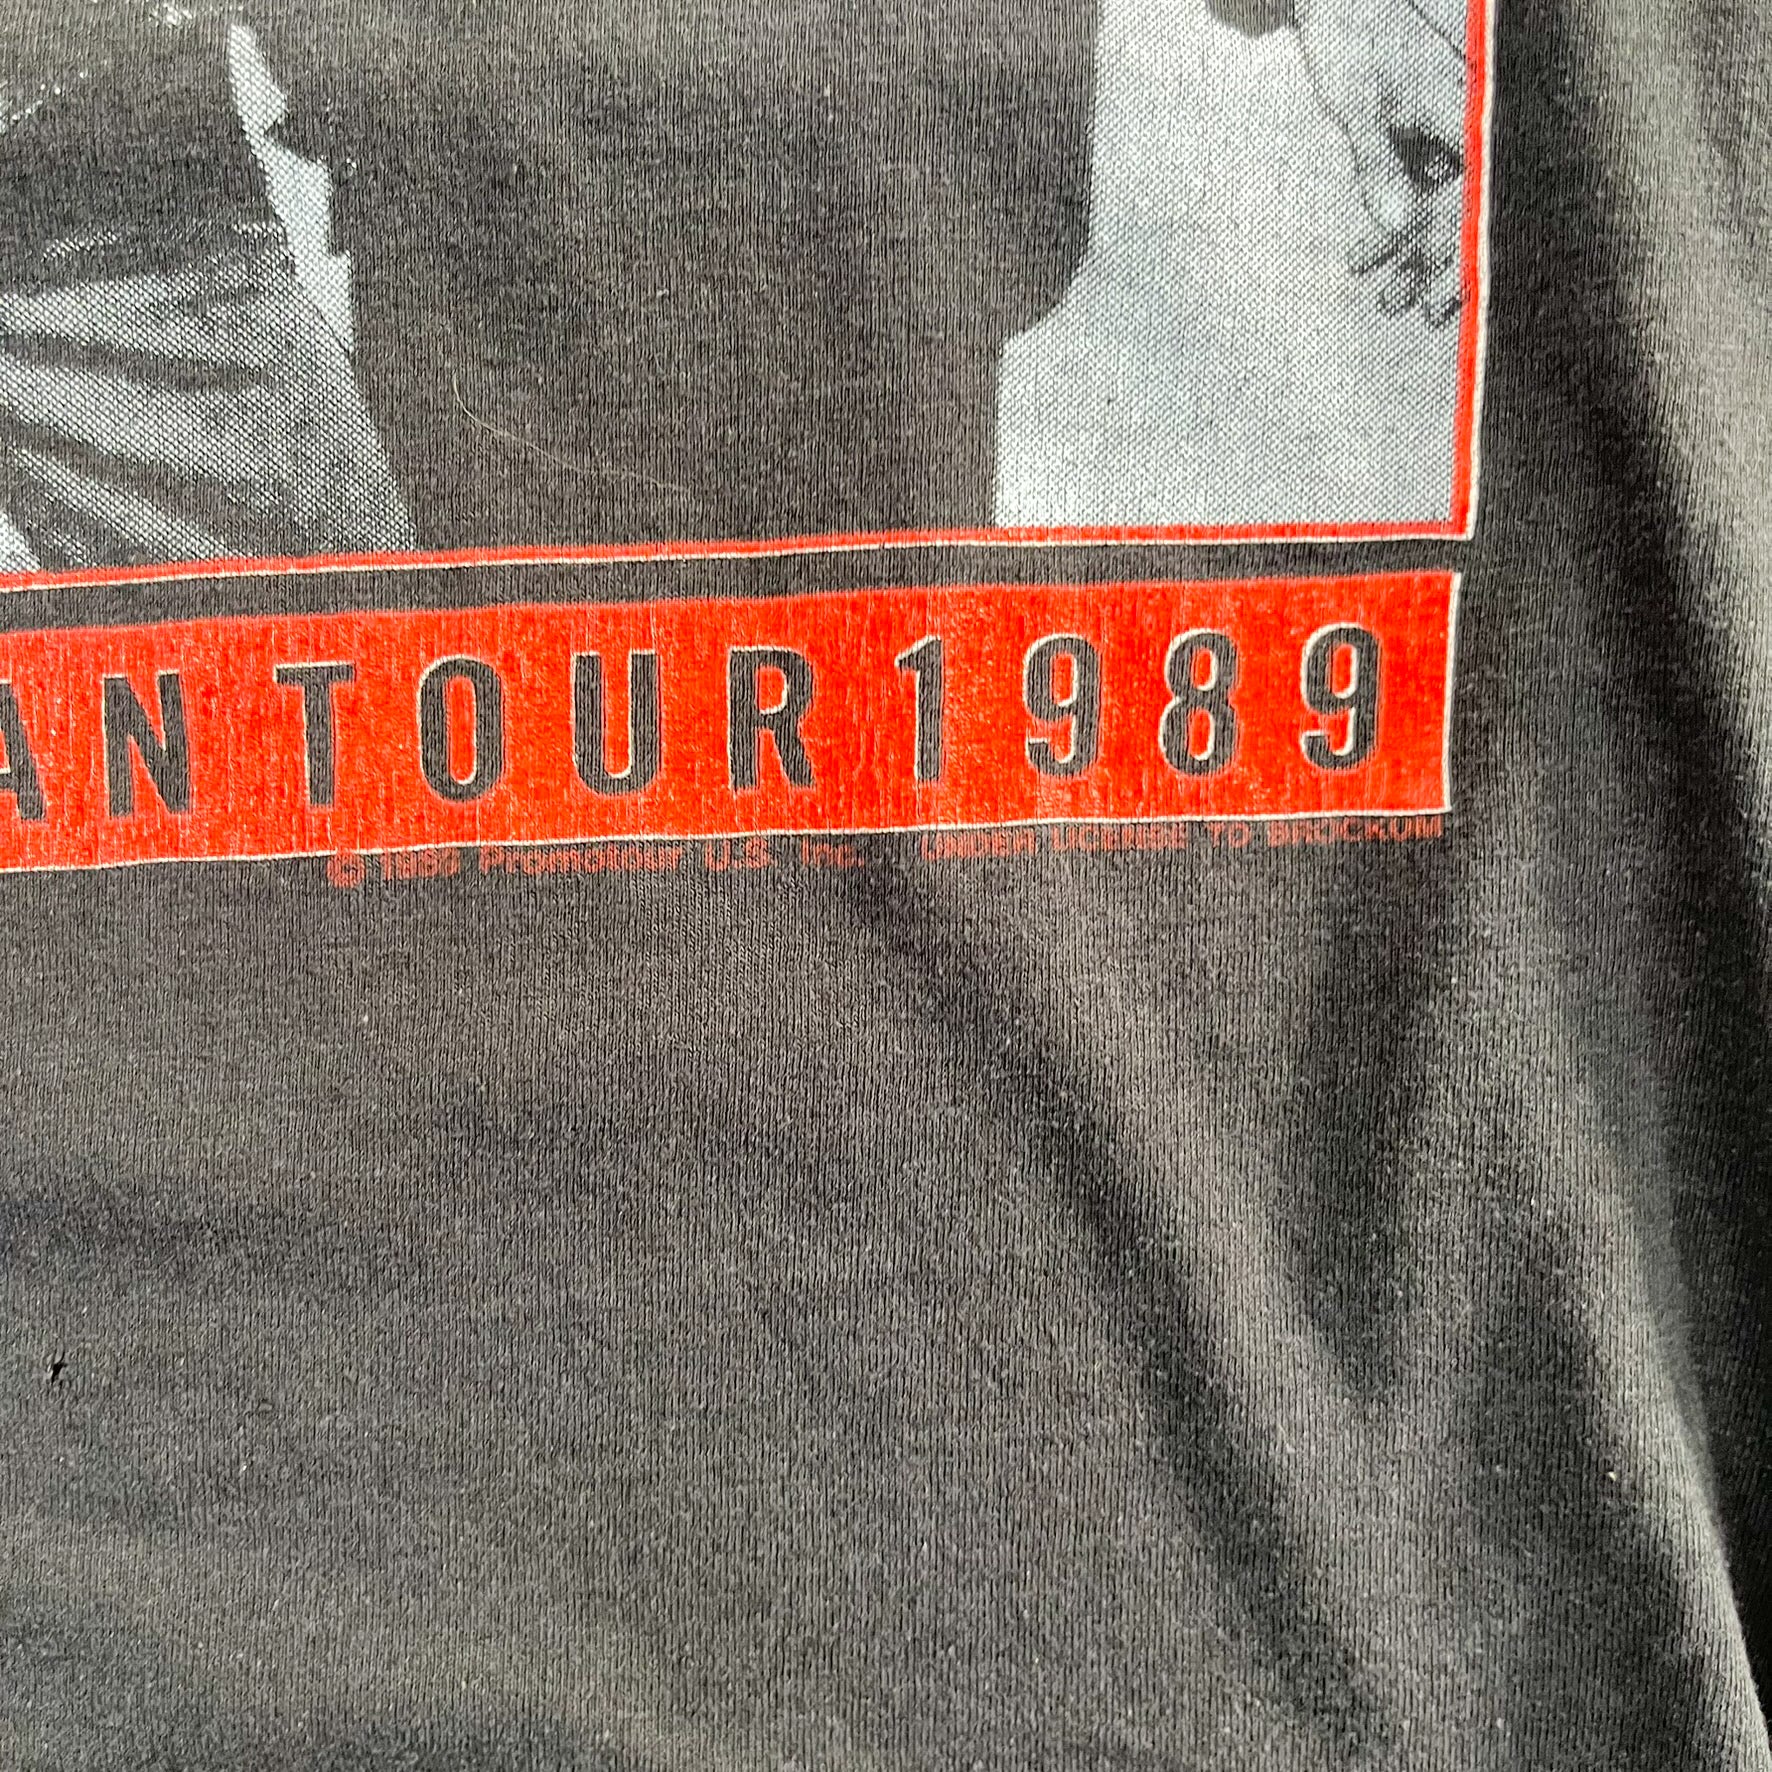 AN TOUR 1989
© 1989 Promotour U.S. Inc. UNDER LICENSE TO BROCKUM